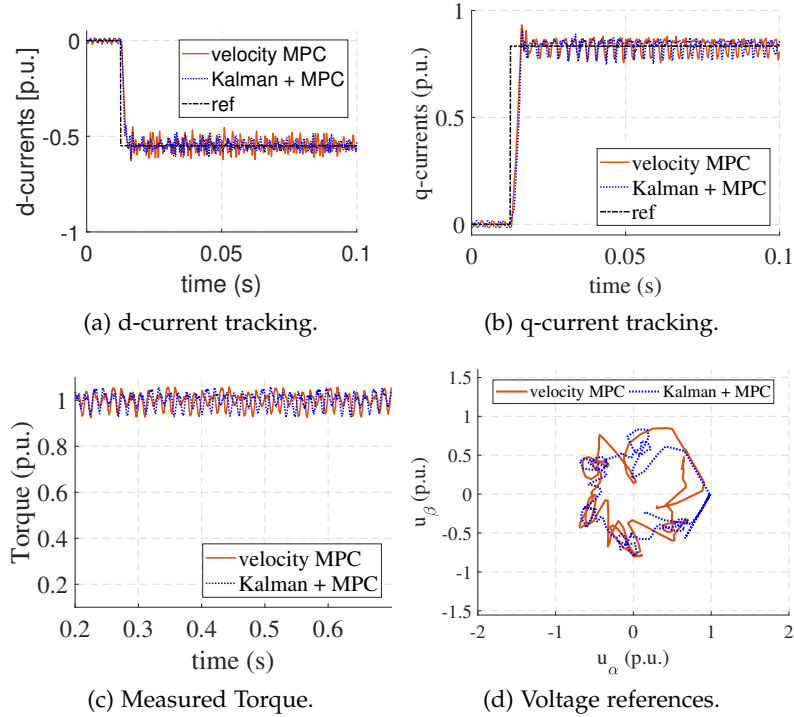 0
-0.5
-1
d-currents [p.u.]
velocity MPC
Kalman + MPC
ref
0
0.05
0.1
time (s)
(a) d-current tracking.
1
0.5
0
q-currents (p.u.)
velocity MPC
Kalman + MPC
ref
0
0.05
0.1
time (s)
(b) q-current tracking.
1
0.8
0.6
0.4
0.2
Torque (p.u.)
velocity MPC
Kalman + MPC
0.2
0.3
0.4
0.5
0.6
time (s)
(c) Measured Torque.
1.5
1
0.5
0
-0.5
-1
-1.5
u_β (p.u.)
velocity MPC
Kalman + MPC
-2
-1
0
1
2
u_α (p.u.)
(d) Voltage references.